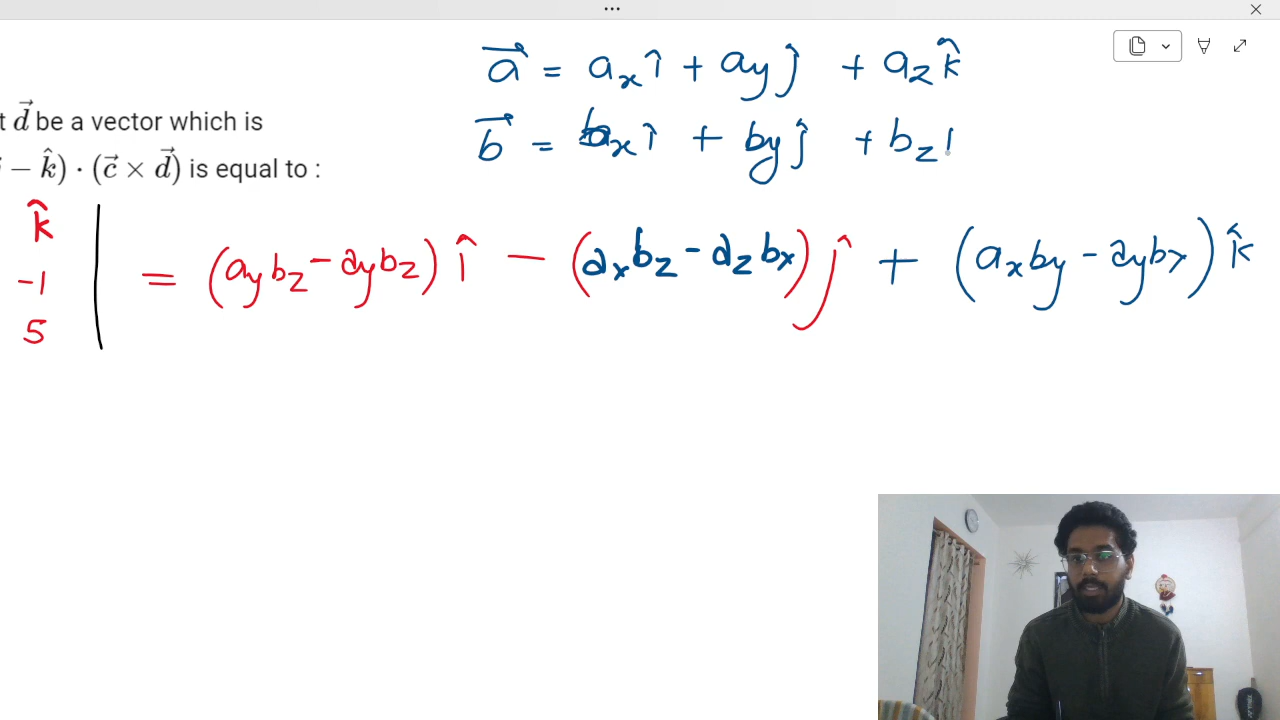 a⃗ = aₓ î + a_y ĵ + a_z k̂
t d⃗ be a vector which is
b⃗ = bₓ î + b_y ĵ + b_z
− k̂) · (c⃗ × d⃗) is equal to :
k̂
-1
5
= (a_y b_z - a_y b_z) î - (aₓ b_z - a_z bₓ) ĵ + (aₓ b_y - a_y bₓ) k̂